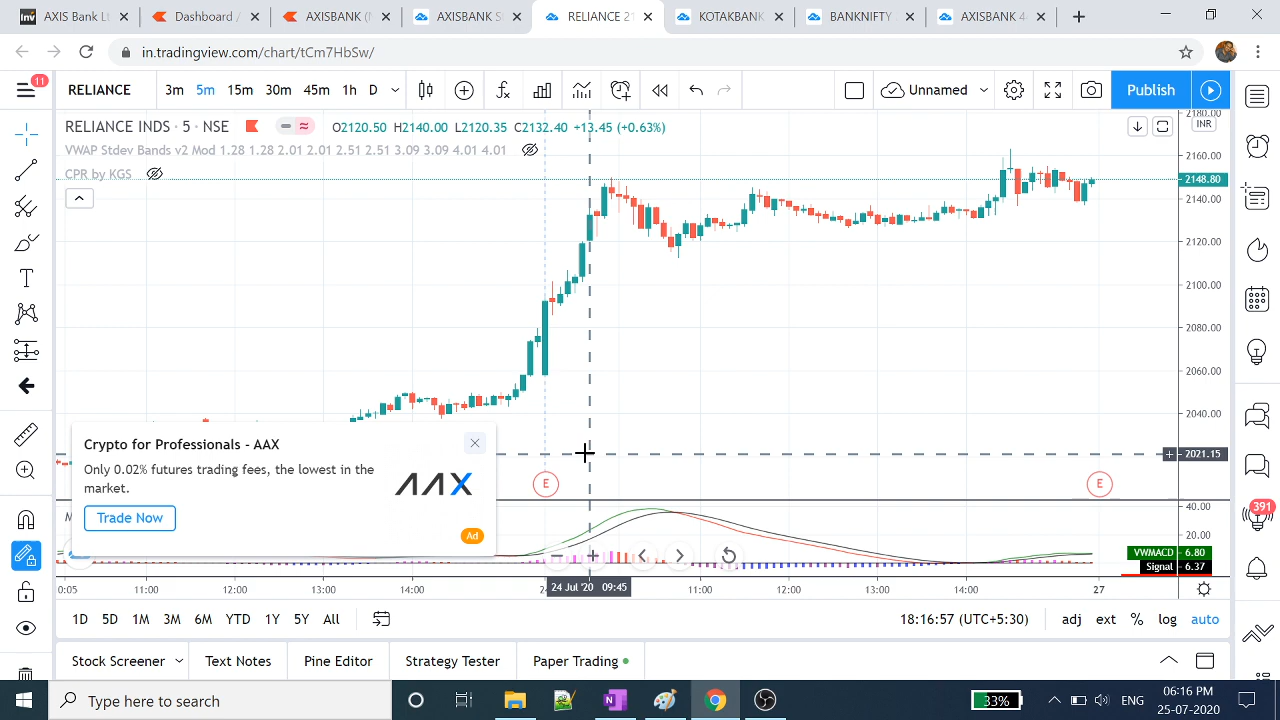 inv AXIS Bank Lt
Dashboard /
AXISBANK (
AXISBANK S
RELIANCE 21
KOTAKBANK
BANKNIFTY
AXISBANK 4
in.tradingview.com/chart/tCm7HbSw/
11
RELIANCE 3m 5m 15m 30m 45m 1h D Unnamed Publish
RELIANCE INDS · 5 · NSE O2120.50 H2140.00 L2120.35 C2132.40 +13.45 (+0.63%)
VWAP Stdev Bands v2 Mod 1.28 1.28 2.01 2.01 2.51 2.51 3.09 3.09 4.01 4.01
CPR by KGS
2180.00
INR
2160.00
2148.80
2140.00
2120.00
2100.00
2080.00
2060.00
2040.00
2021.15
Crypto for Professionals - AAX
Only 0.02% futures trading fees, the lowest in the
market.
AAX
Trade Now
Ad
E
E
40.00
20.00
VWMACD 6.80
Signal 6.37
391
0:05 11:00 12:00 13:00 14:00 24 Jul '20 09:45 11:00 12:00 13:00 14:00 27
1D 5D 1M 3M 6M YTD 1Y 5Y All 18:16:57 (UTC+5:30) adj ext % log auto
Stock Screener Text Notes Pine Editor Strategy Tester Paper Trading
Type here to search
33%
ENG
06:16 PM
25-07-2020